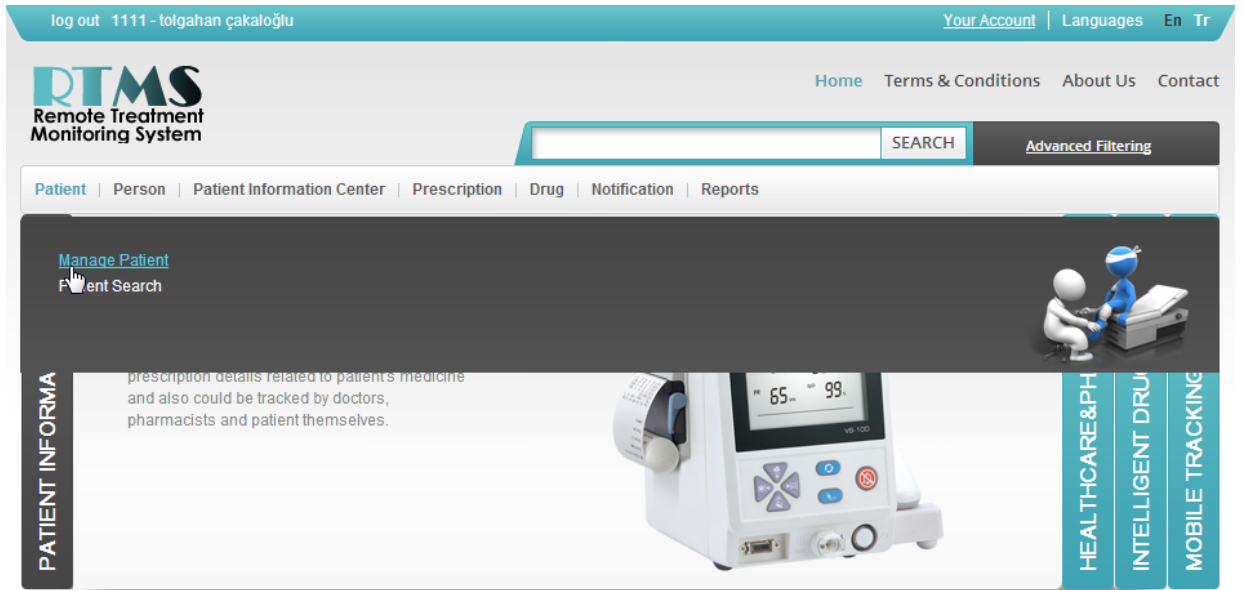 log out 1111 - tolgahan çakaloğlu
Your Account | Languages En Tr
RTMS
Remote Treatment
Monitoring System
Home Terms & Conditions About Us Contact
SEARCH
Advanced Filtering
Patient | Person | Patient Information Center | Prescription | Drug | Notification | Reports
Manage Patient
Search
prescription details related to patient's medicine
and also could be tracked by doctors,
pharmacists and patient themselves.
PATIENT INFORMA
65 99
VS-100
HEALTHCARE&PH
INTELLIGENT DRUG
MOBILE TRACKING